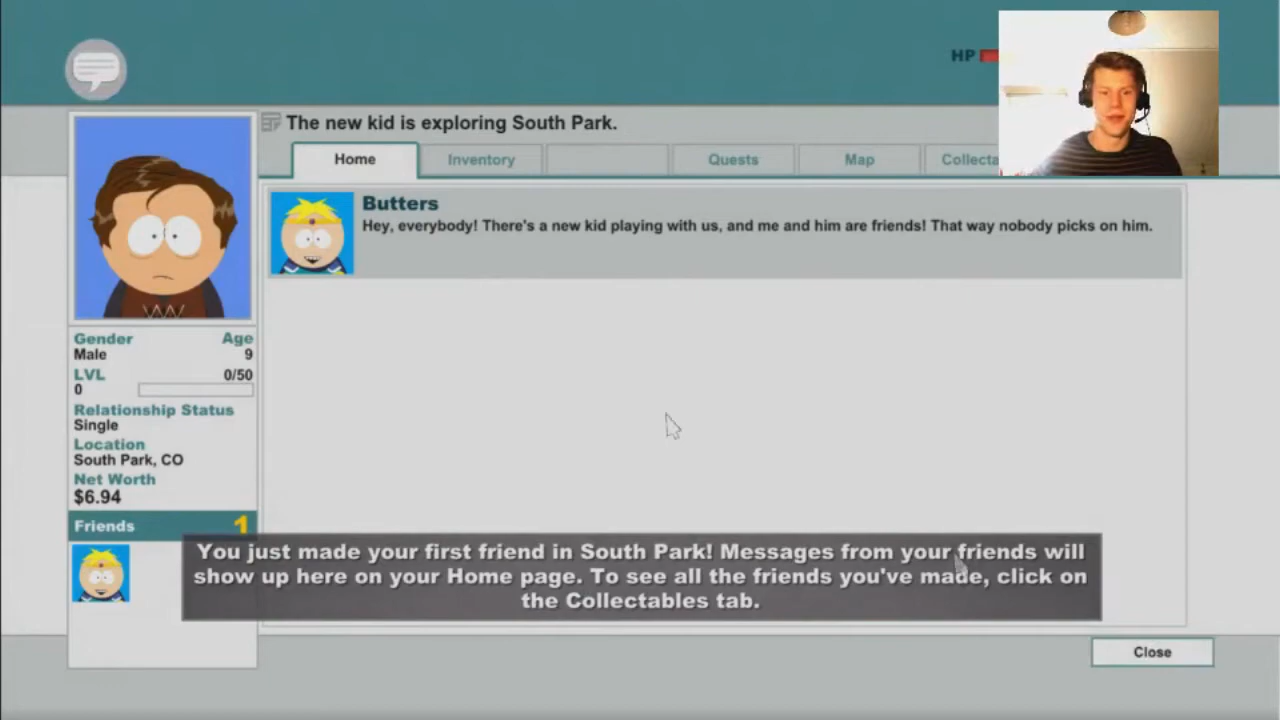 HP
The new kid is exploring South Park.
Home
Inventory
Quests
Map
Collecta
Butters
Hey, everybody! There's a new kid playing with us, and me and him are friends! That way nobody picks on him.
Gender Age
Male 9
LVL 0/50
0
Relationship Status
Single
Location
South Park, CO
Net Worth
$6.94
Friends 1
You just made your first friend in South Park! Messages from your friends will
show up here on your Home page. To see all the friends you've made, click on
the Collectables tab.
Close